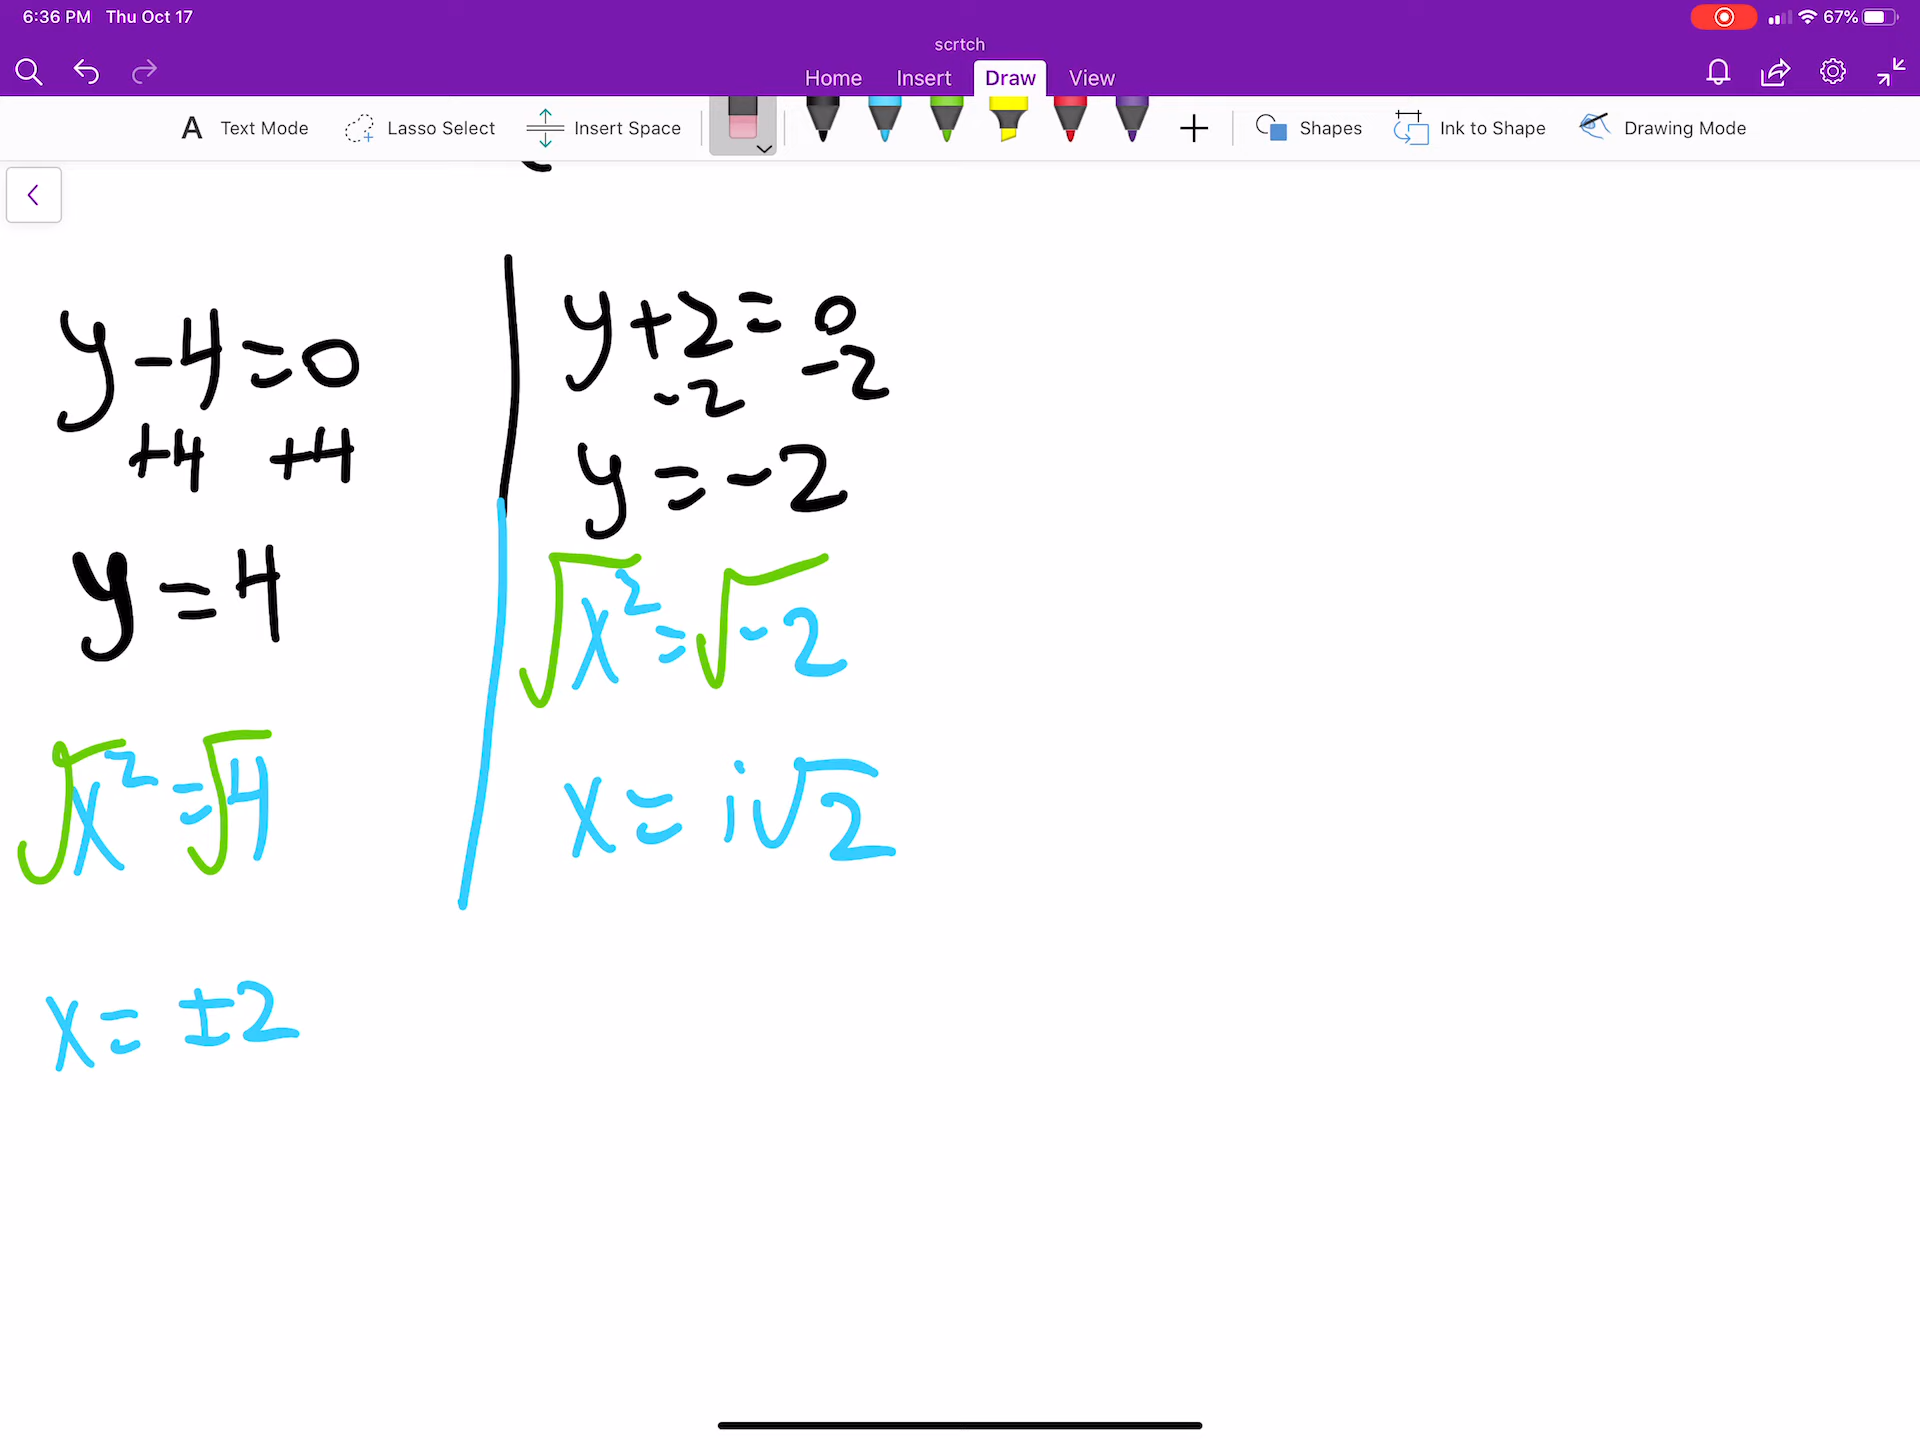 6:36 PM Thu Oct 17
67%
scrtch
Home Insert Draw View
A Text Mode Lasso Select Insert Space Shapes Ink to Shape Drawing Mode
y-4=0
+4 +4
y=4
√x²=√4
x=±2
y+2=0
-2 -2
y=-2
√x²=√-2
x=i√2